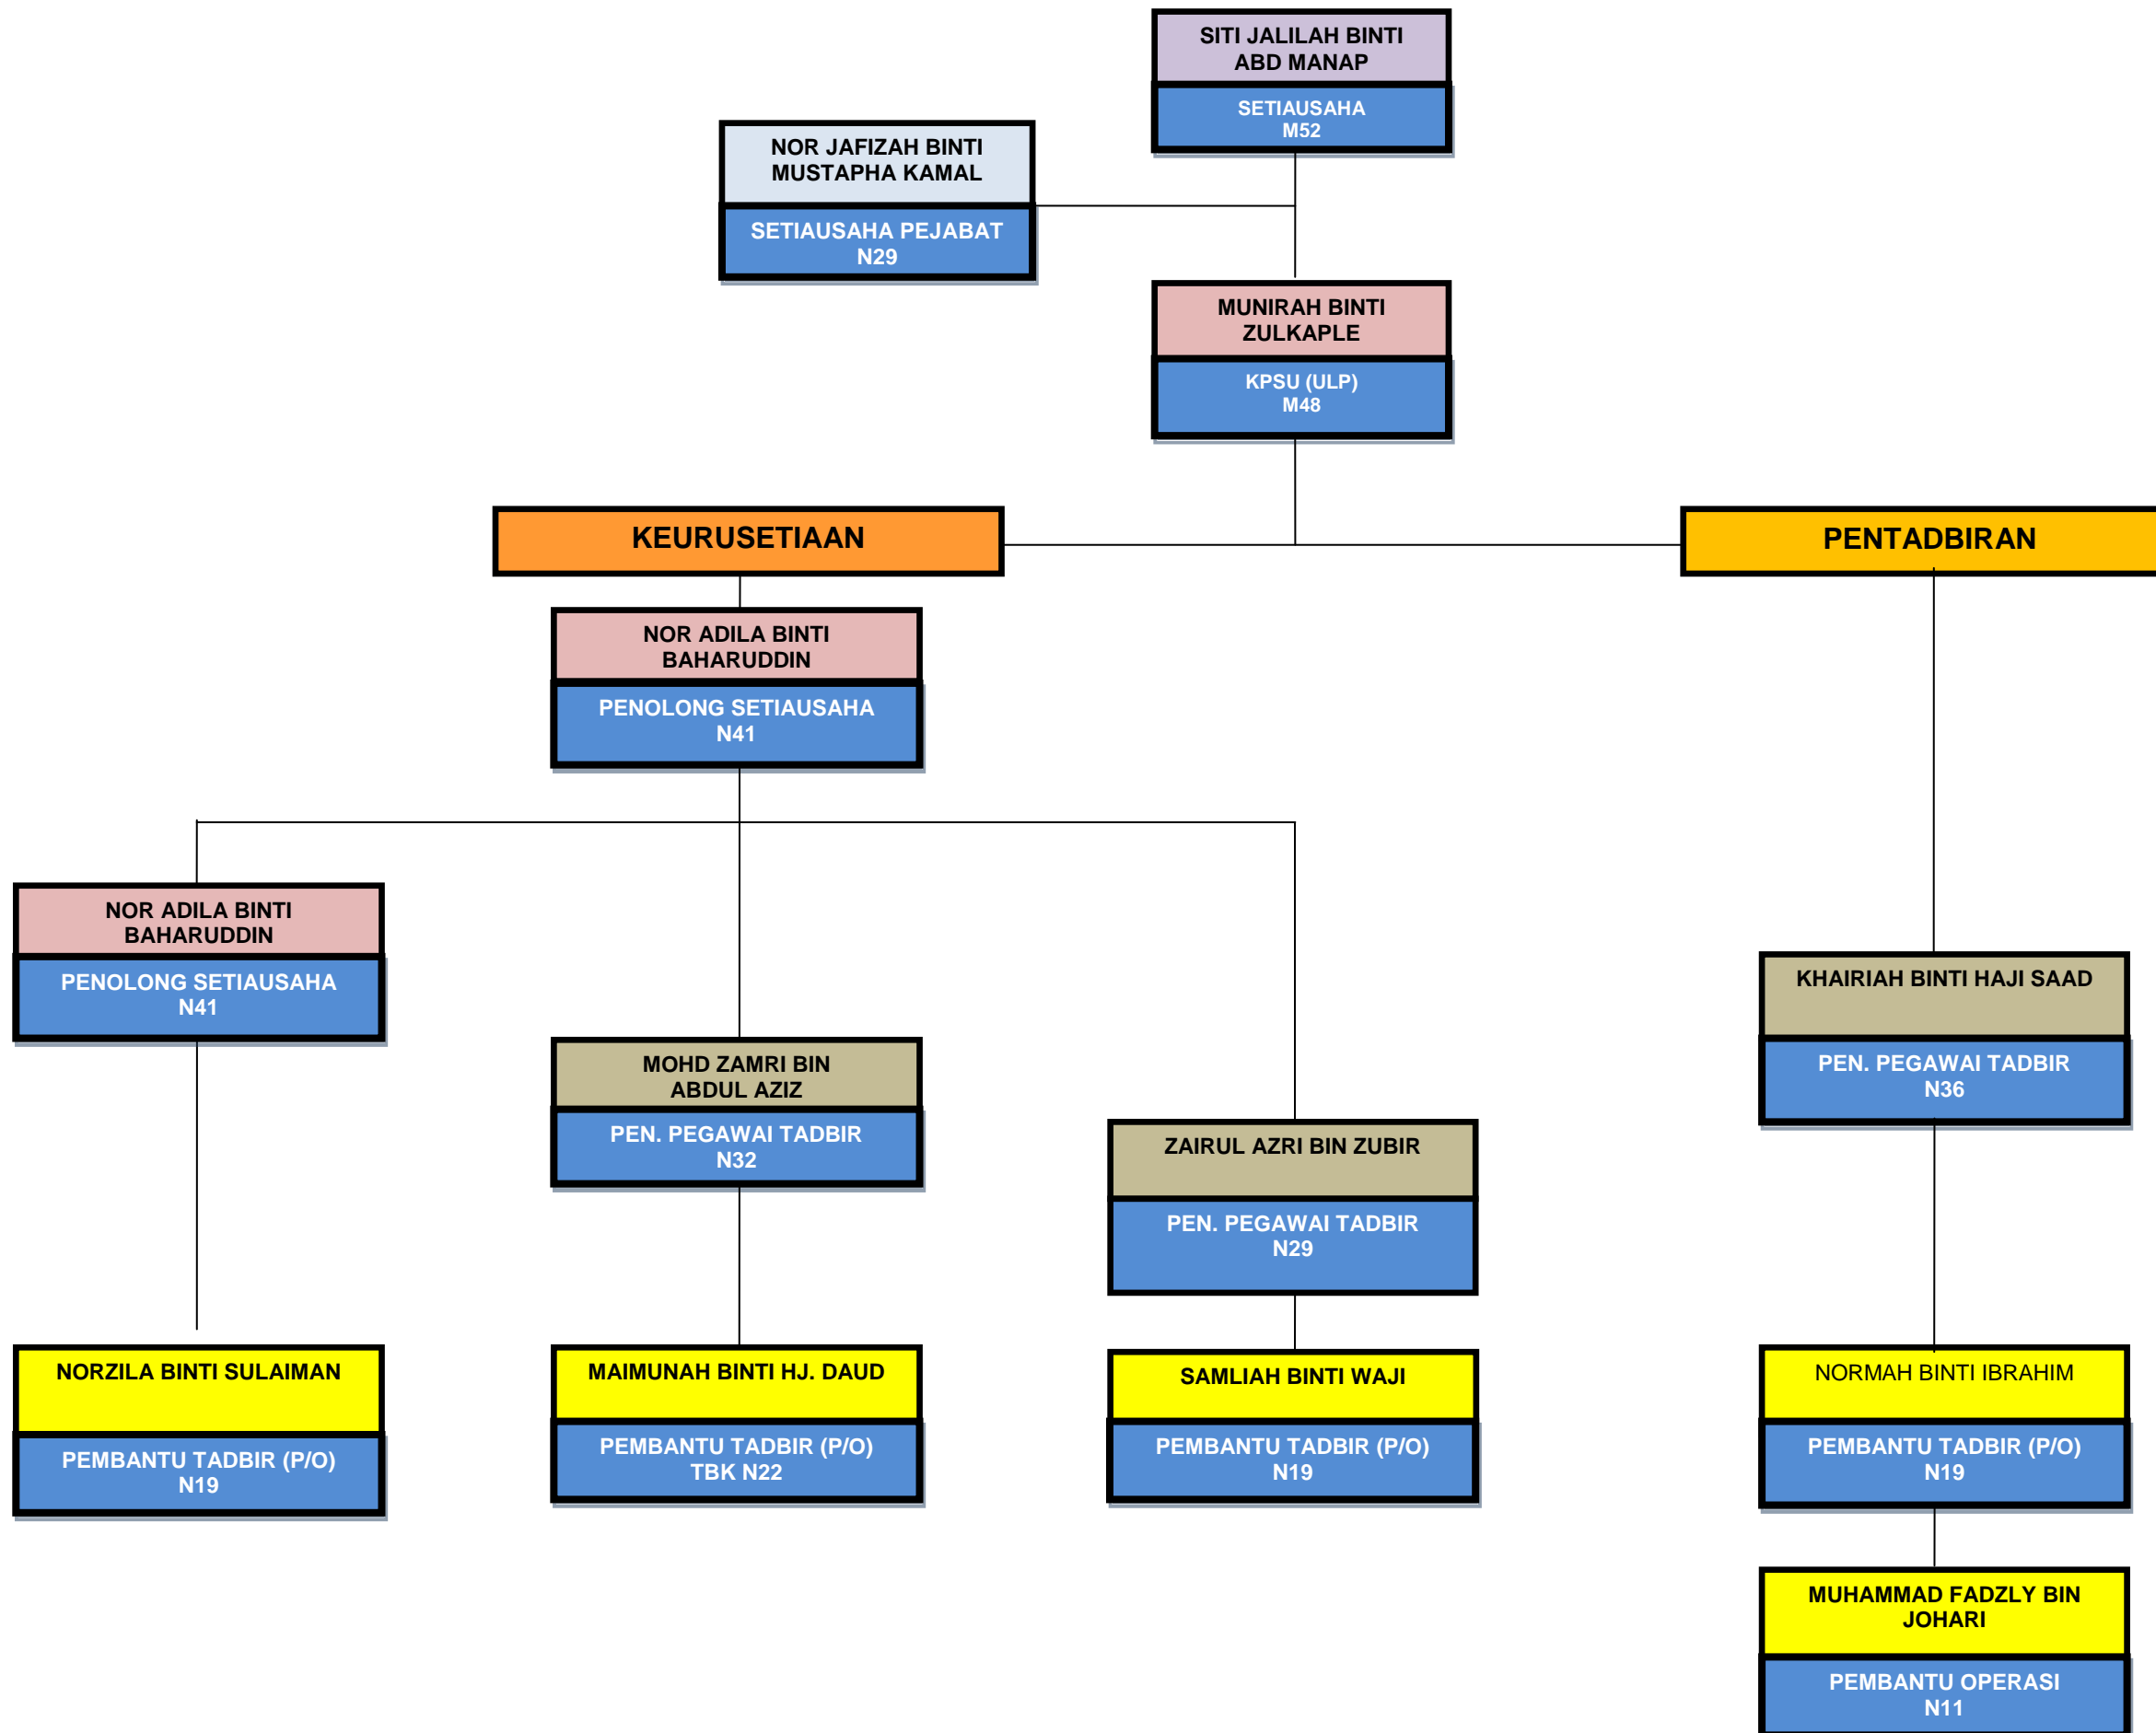 SITI JALILAH BINTI
ABD MANAP
SETIAUSAHA
M52
NOR JAFIZAH BINTI
MUSTAPHA KAMAL
SETIAUSAHA PEJABAT
N29
MUNIRAH BINTI
ZULKAPLE
KPSU (ULP)
M48
KEURUSETIAAN
PENTADBIRAN
NOR ADILA BINTI
BAHARUDDIN
PENOLONG SETIAUSAHA
N41
NOR ADILA BINTI
BAHARUDDIN
PENOLONG SETIAUSAHA
N41
MOHD ZAMRI BIN
ABDUL AZIZ
PEN. PEGAWAI TADBIR
N32
ZAIRUL AZRI BIN ZUBIR
PEN. PEGAWAI TADBIR
N29
KHAIRIAH BINTI HAJI SAAD
PEN. PEGAWAI TADBIR
N36
NORZILA BINTI SULAIMAN
PEMBANTU TADBIR (P/O)
N19
MAIMUNAH BINTI HJ. DAUD
PEMBANTU TADBIR (P/O)
TBK N22
SAMLIAH BINTI WAJI
PEMBANTU TADBIR (P/O)
N19
NORMAH BINTI IBRAHIM
PEMBANTU TADBIR (P/O)
N19
MUHAMMAD FADZLY BIN
JOHARI
PEMBANTU OPERASI
N11